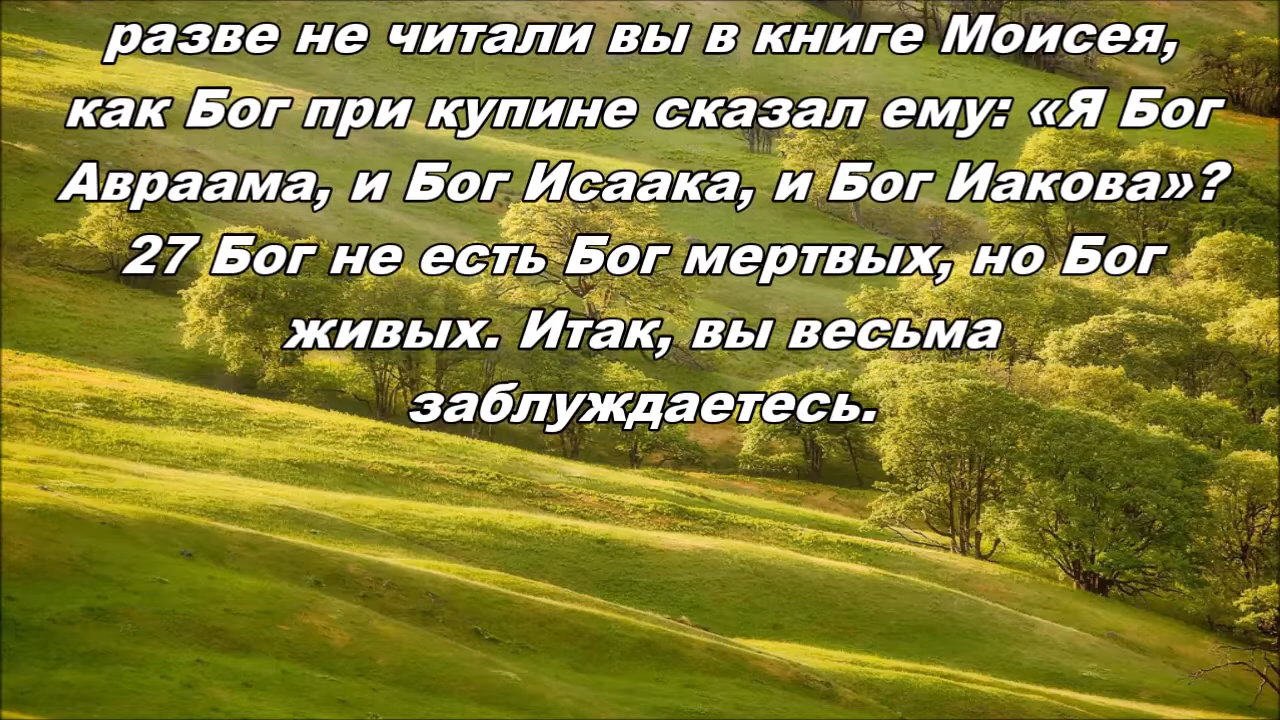 разве не читали вы в книге Моисея,
как Бог при купине сказал ему: «Я Бог
Авраама, и Бог Исаака, и Бог Иакова»?
27 Бог не есть Бог мертвых, но Бог
живых. Итак, вы весьма
заблуждаетесь.